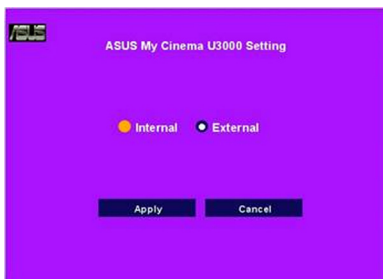 ASUS
ASUS My Cinema U3000 Setting
Internal External
Apply Cancel